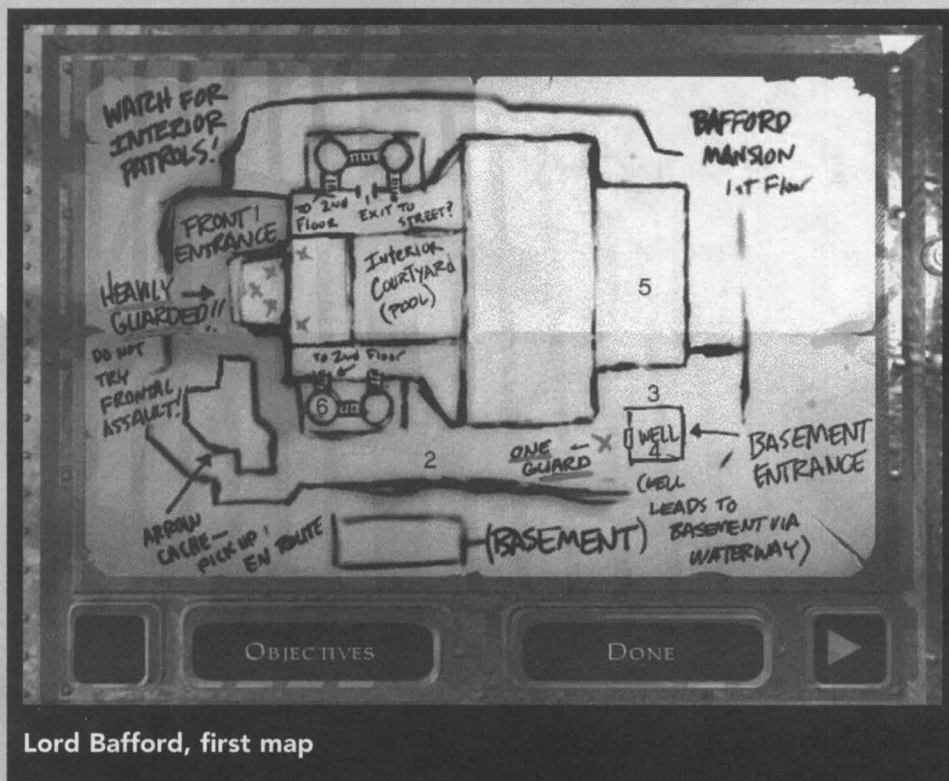 WATCH FOR
INTERIOR
PATROLS!
BAFFORD
MANSION
1st Floor
TO 2nd
FLOOR
EXIT TO
STREET?
FRONT
ENTRANCE
INTERIOR
COURTYARD
(POOL)
5
HEAVILY
GUARDED!!
DO NOT
TRY
FRONTAL
ASSAULT!
TO 2nd FLOOR
6
3
WELL
4
ONE
GUARD
2
BASEMENT
ENTRANCE
(WELL
LEADS TO
BASEMENT VIA
WATERWAY)
ARROW
CACHE—
PICK UP
EN ROUTE
(BASEMENT)
OBJECTIVES
DONE
Lord Bafford, first map